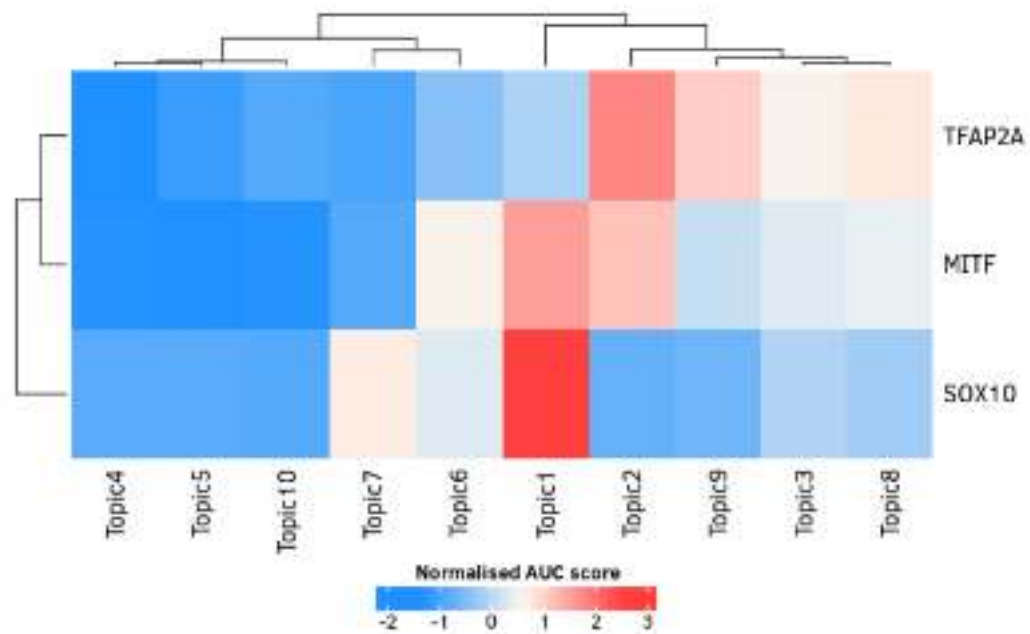 TFAP2A
MITF
SOX10
Topic4
Topic5
Topic10
Topic7
Topic6
Topic1
Topic2
Topic9
Topic3
Topic8
Normalised AUC score
-2 -1 0 1 2 3